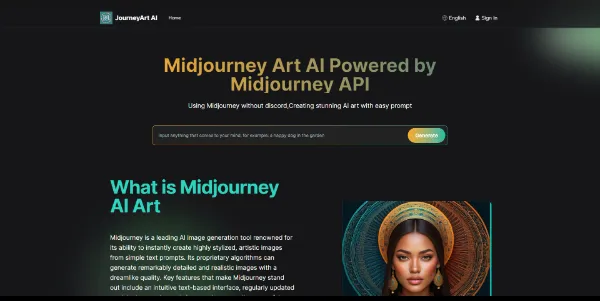 JourneyArt AI
Home
English
Sign In
Midjourney Art AI Powered by
Midjourney API
Using Midjourney without discord,Creating stunning AI art with easy prompt
Input anything that comes to your mind, for example: a happy dog in the garden
Generate
What is Midjourney
AI Art
Midjourney is a leading AI image generation tool renowned for
its ability to instantly create highly stylized, artistic images
from simple text prompts. Its proprietary algorithms can
generate remarkably detailed and realistic images with a
dreamlike quality. Key features that make Midjourney stand
out include an intuitive text-based interface, regularly updated